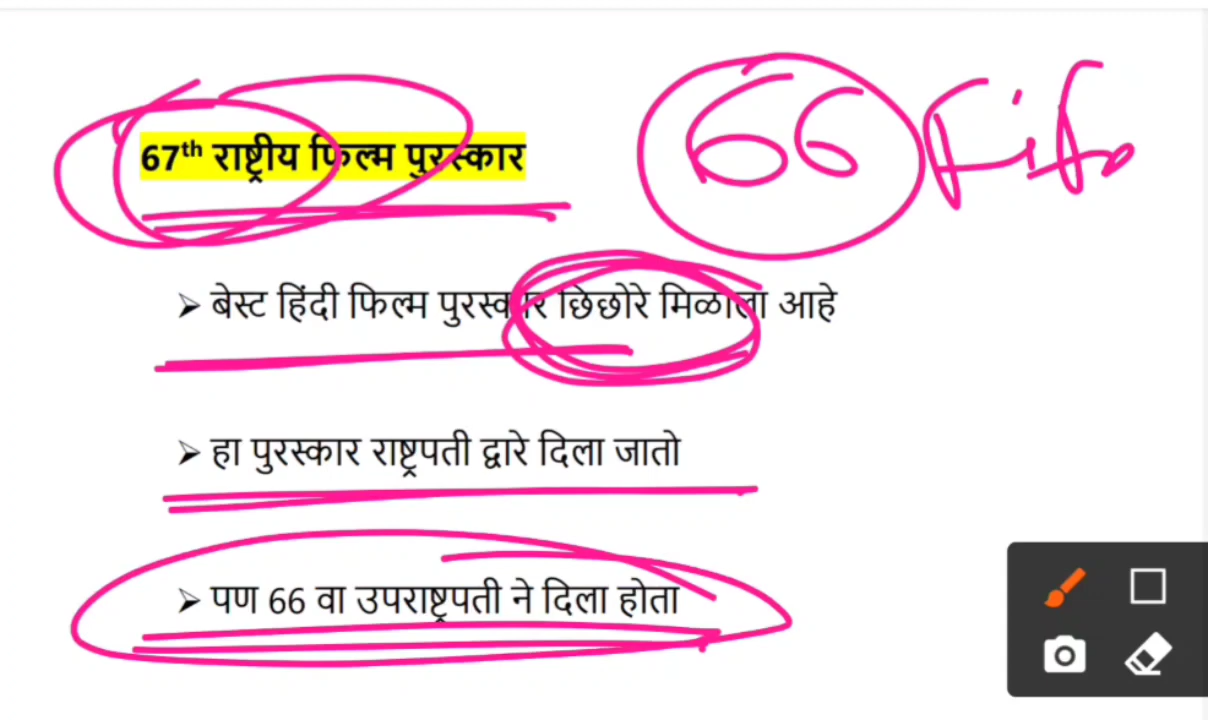 67th राष्ट्रीय फिल्म पुरस्कार
66
➢ बेस्ट हिंदी फिल्म पुरस्कार छिछोरे मिळाला आहे
➢ हा पुरस्कार राष्ट्रपती द्वारे दिला जातो
➢ पण 66 वा उपराष्ट्रपती ने दिला होता